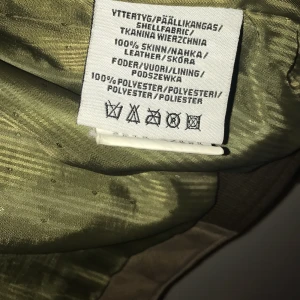 YTTERTYG/PÄÄLLIKANGAS/
SHELLFABRIC/
TKANINA WIERZCHNIA
100% SKINN/NAHKA/
LEATHER/SKÓRA
FODER/VUORI/LINING/
PODSZEWKA
100% POLYESTER/POLYESTERI/
POLYESTER/POLIESTER